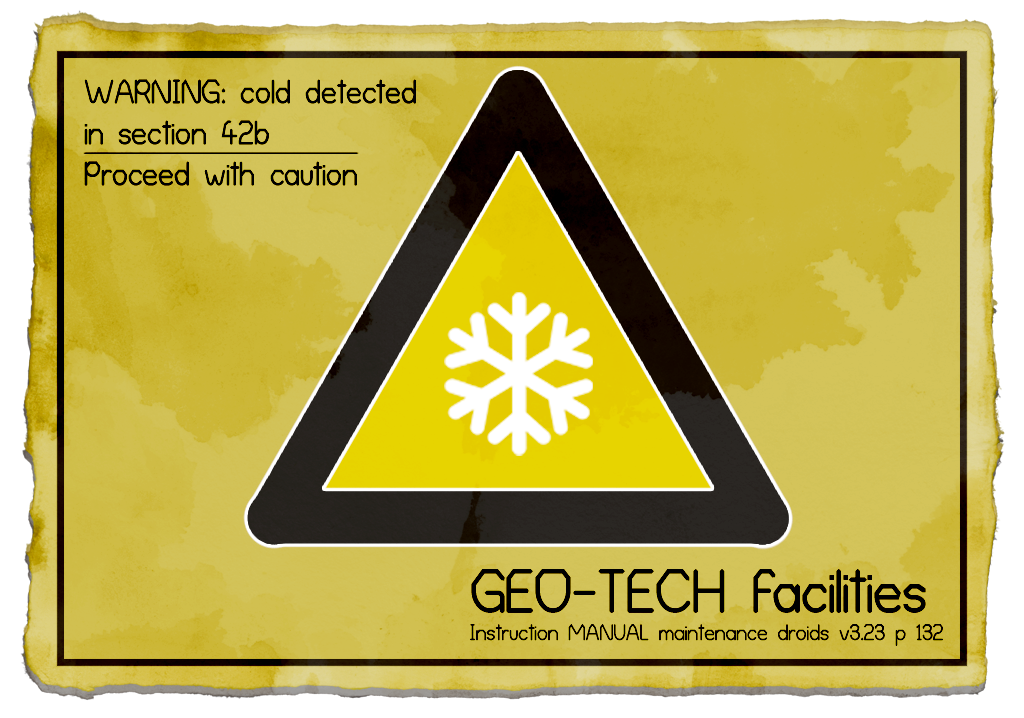 WARNING: cold detected
in section 42b
Proceed with caution
GEO-TECH Facilities
Instruction MANUAL maintenance droids v3.23 p 132